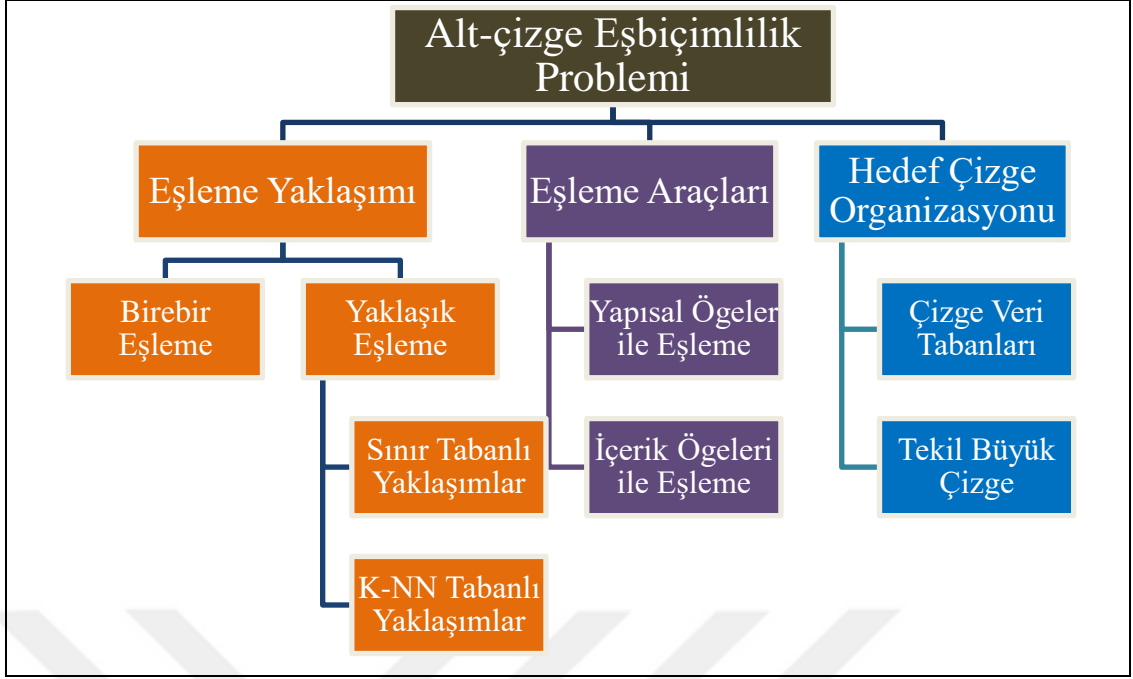 Alt-çizge Eşbiçimlilik
Problemi
Eşleme Yaklaşımı
Eşleme Araçları
Hedef Çizge
Organizasyonu
Birebir
Eşleme
Yaklaşık
Eşleme
Yapısal Ögeler
ile Eşleme
Çizge Veri
Tabanları
Sınır Tabanlı
Yaklaşımlar
İçerik Ögeleri
ile Eşleme
Tekil Büyük
Çizge
K-NN Tabanlı
Yaklaşımlar